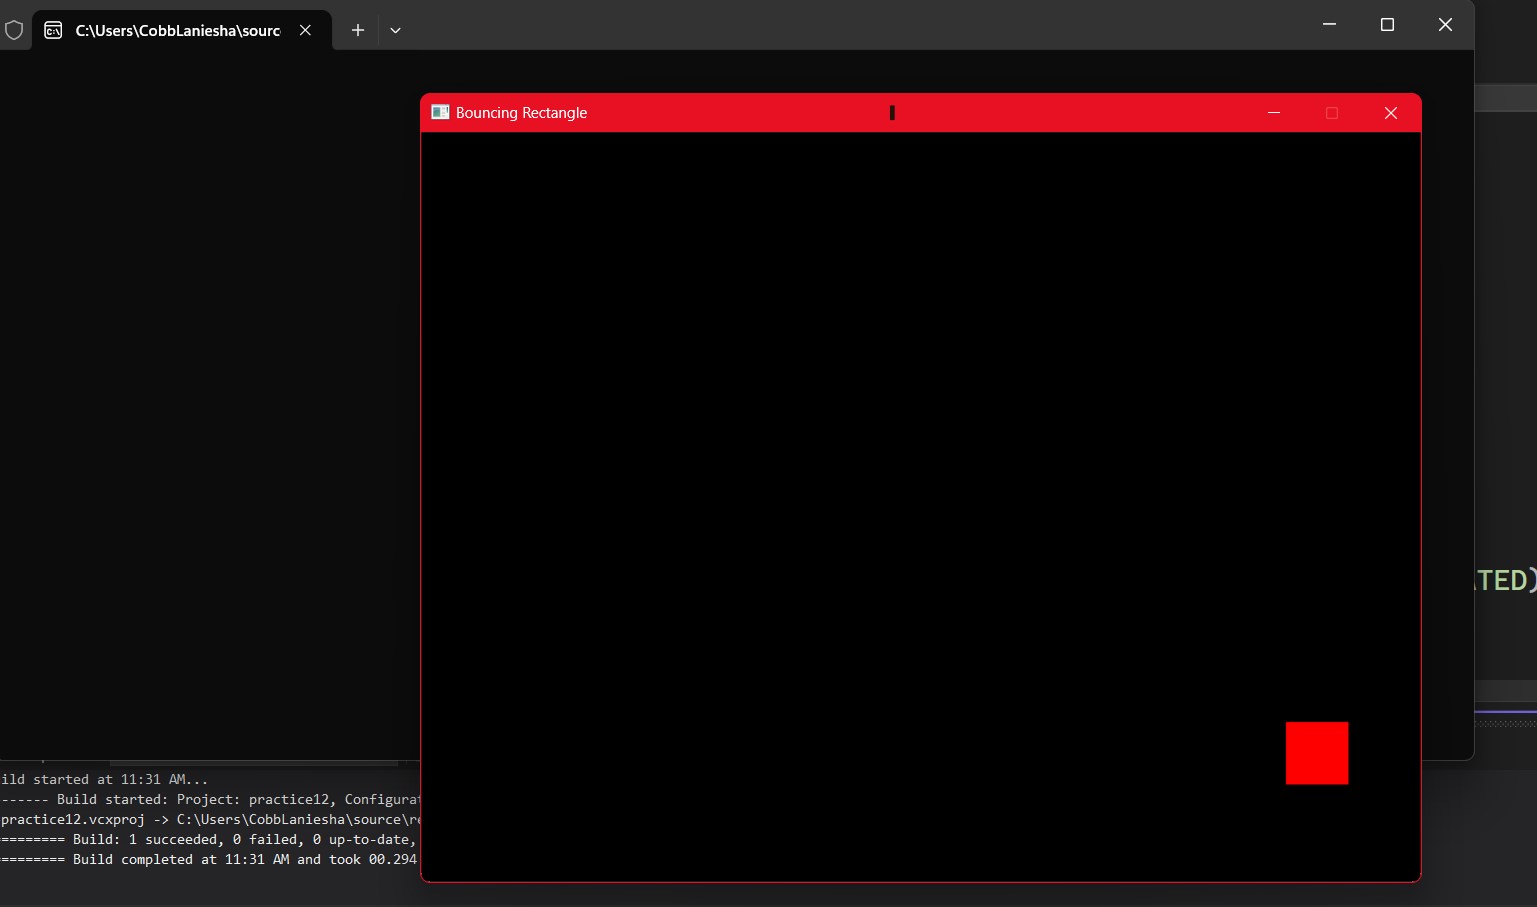 C:\Users\CobbLaniesha\sourc
Bouncing Rectangle
TED)
ild started at 11:31 AM...
------ Build started: Project: practice12, Configurat
practice12.vcxproj -> C:\Users\CobbLaniesha\source\re
======== Build: 1 succeeded, 0 failed, 0 up-to-date,
======== Build completed at 11:31 AM and took 00.294